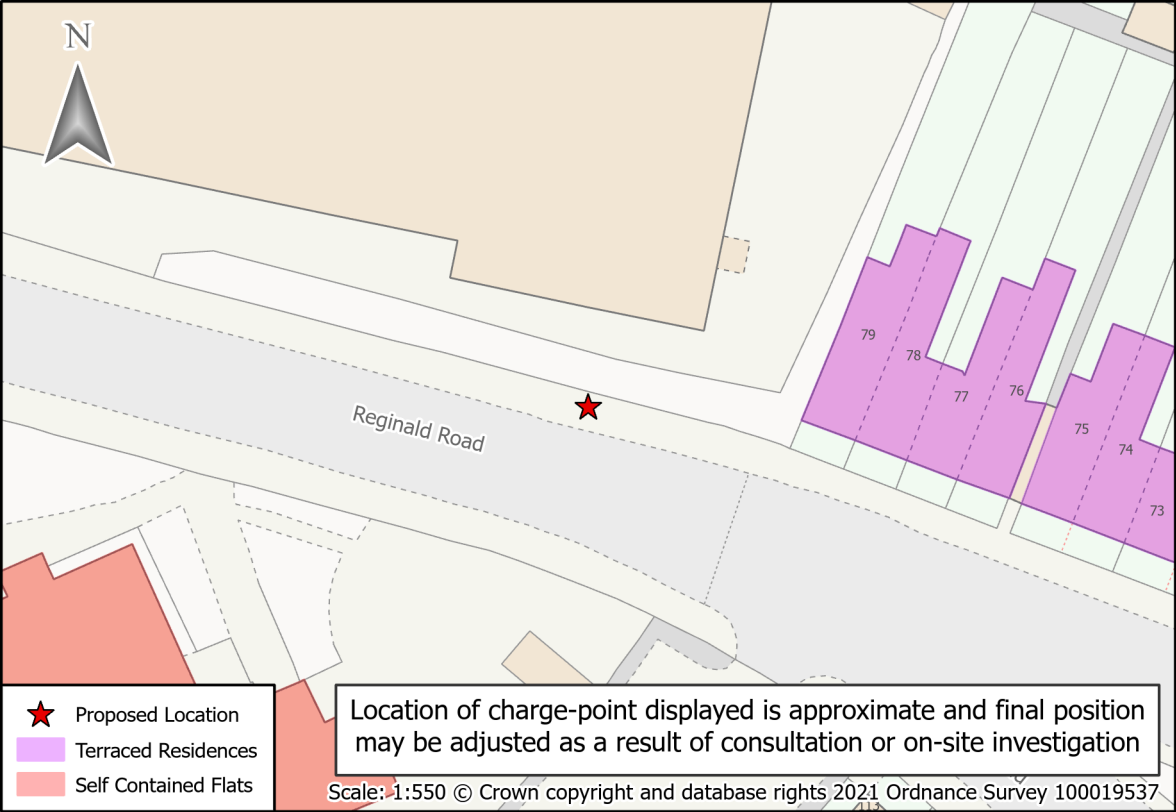 N
79
78
77
76
75
74
73
Reginald Road
Proposed Location
Terraced Residences
Self Contained Flats
Location of charge-point displayed is approximate and final position
may be adjusted as a result of consultation or on-site investigation
113
Scale: 1:550 © Crown copyright and database rights 2021 Ordnance Survey 100019537